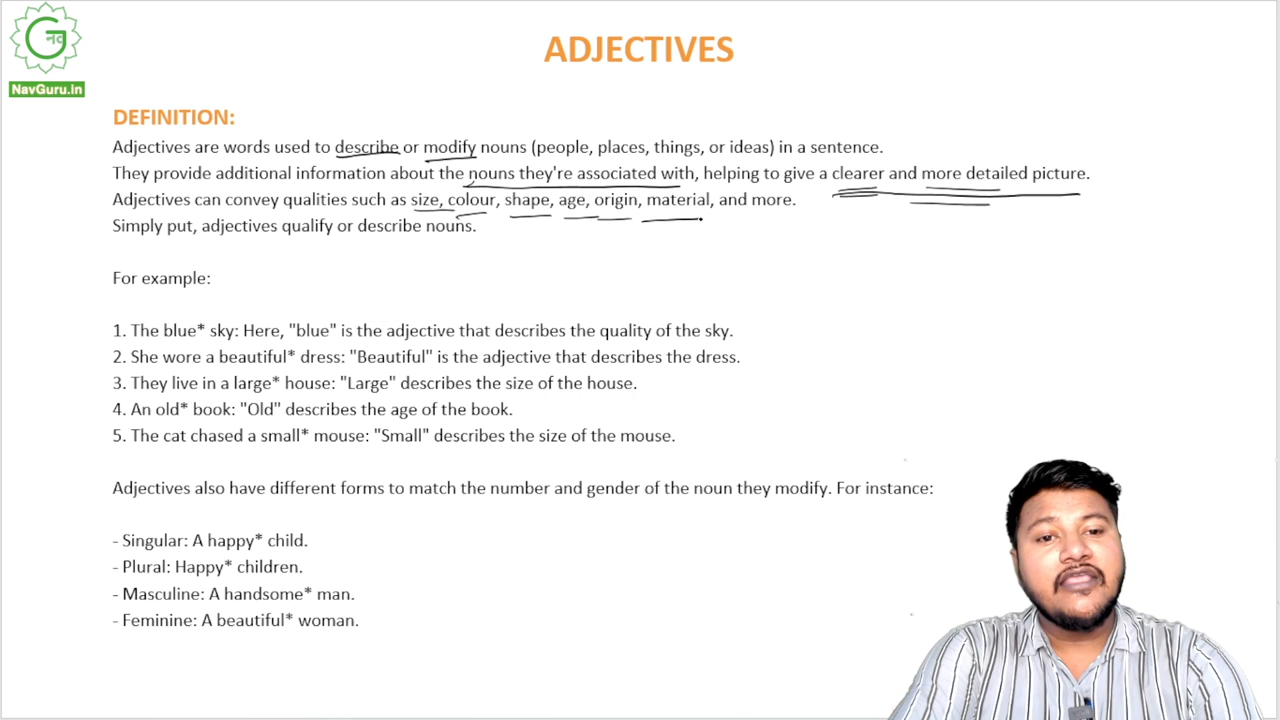 नव
NavGuru.in
ADJECTIVES
DEFINITION:
Adjectives are words used to describe or modify nouns (people, places, things, or ideas) in a sentence.
They provide additional information about the nouns they're associated with, helping to give a clearer and more detailed picture.
Adjectives can convey qualities such as size, colour, shape, age, origin, material, and more.
Simply put, adjectives qualify or describe nouns.
For example:
1. The blue* sky: Here, "blue" is the adjective that describes the quality of the sky.
2. She wore a beautiful* dress: "Beautiful" is the adjective that describes the dress.
3. They live in a large* house: "Large" describes the size of the house.
4. An old* book: "Old" describes the age of the book.
5. The cat chased a small* mouse: "Small" describes the size of the mouse.
Adjectives also have different forms to match the number and gender of the noun they modify. For instance:
- Singular: A happy* child.
- Plural: Happy* children.
- Masculine: A handsome* man.
- Feminine: A beautiful* woman.